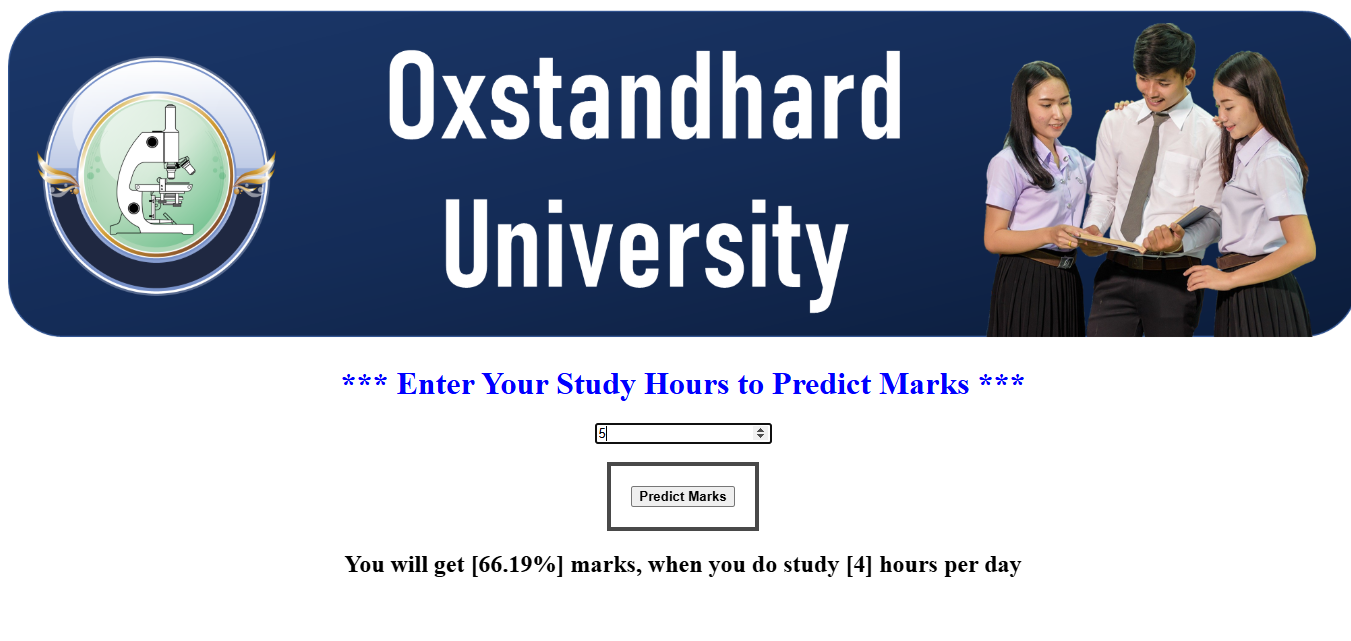 Oxstandhard
University
*** Enter Your Study Hours to Predict Marks ***
5
Predict Marks
You will get [66.19%] marks, when you do study [4] hours per day